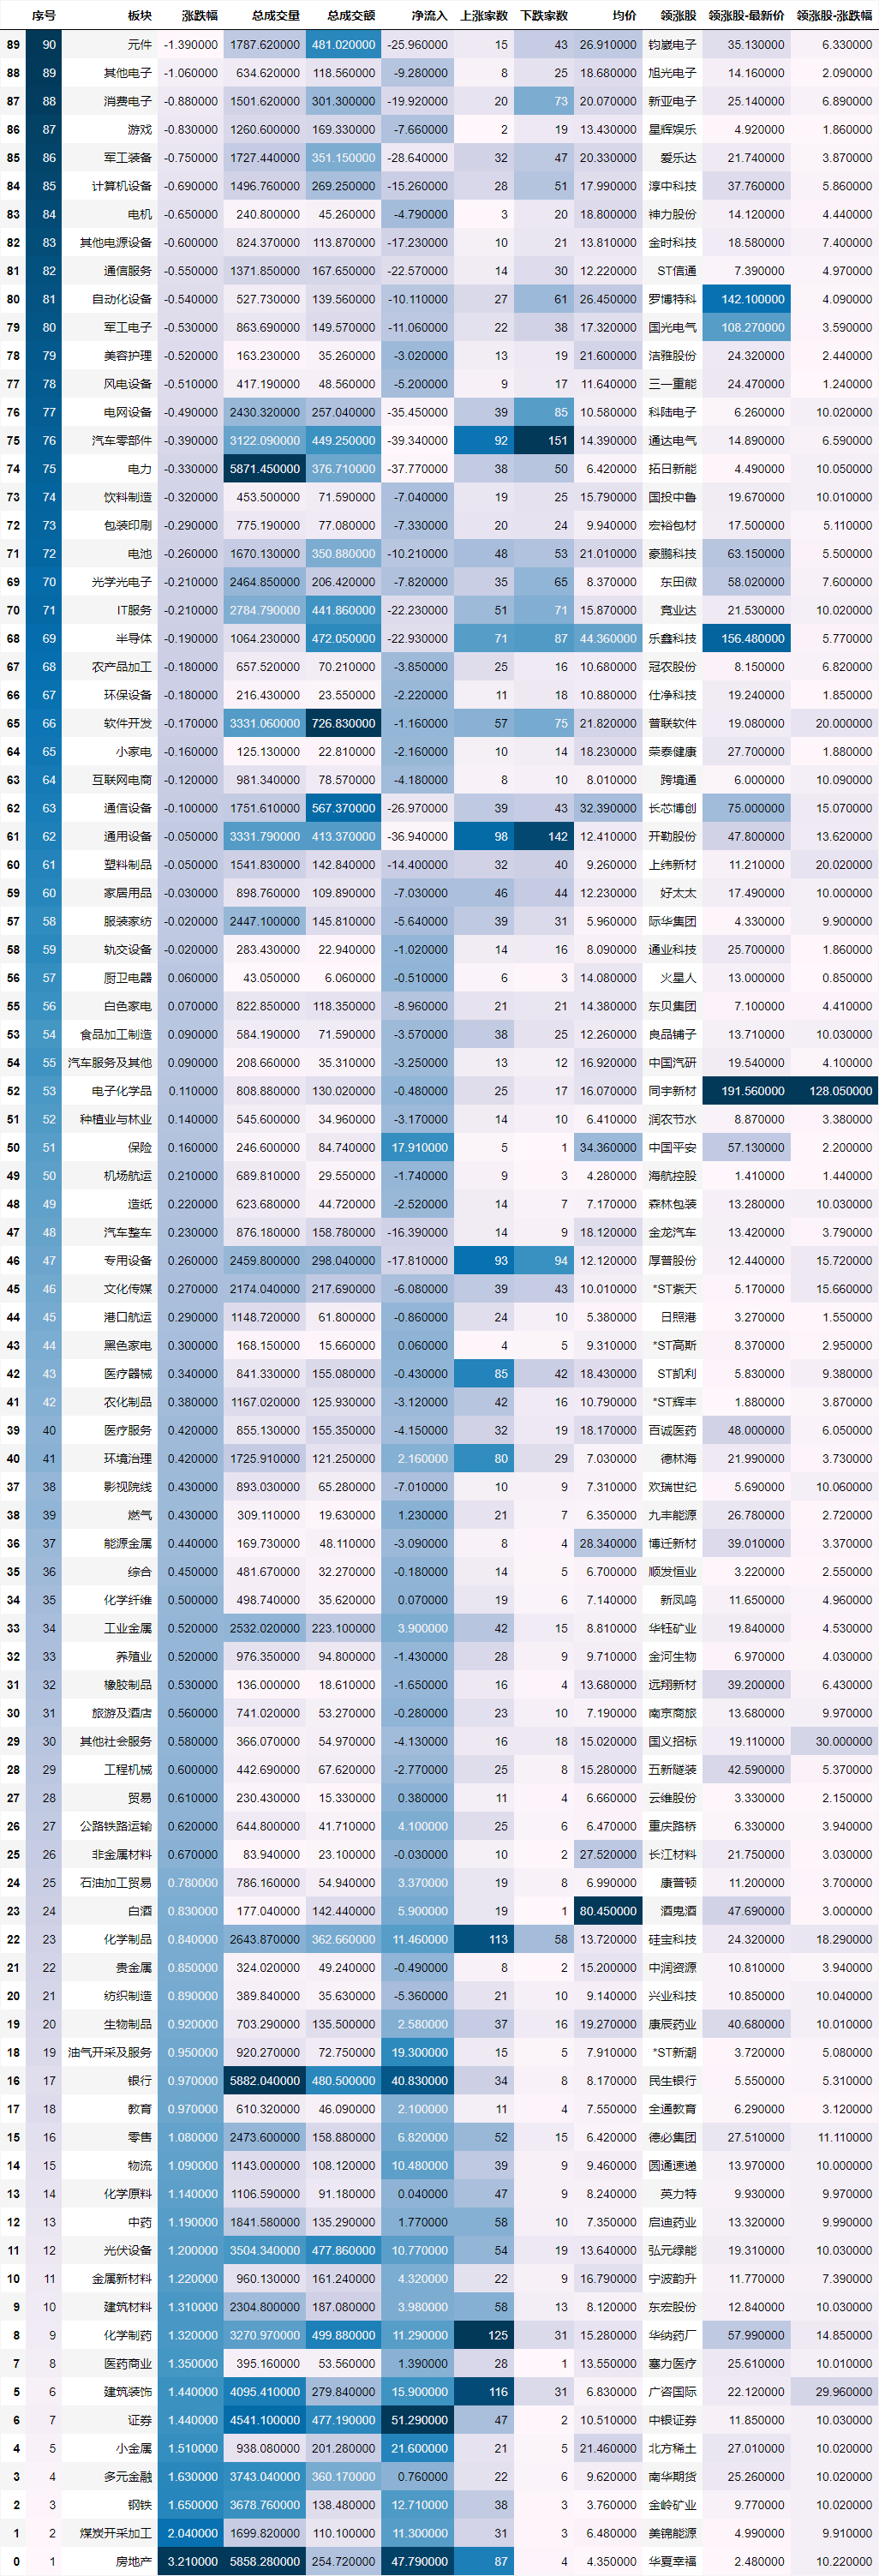 序号 板块 涨跌幅 总成交量 总成交额 净流入 上涨家数 下跌家数 均价 领涨股 领涨股-最新价 领涨股-涨跌幅
89 90 元件 -1.390000 1787.620000 481.020000 -25.960000 15 43 26.910000 钧崴电子 35.130000 6.330000
88 89 其他电子 -1.060000 634.620000 118.560000 -9.280000 8 25 18.680000 旭光电子 14.160000 2.090000
87 88 消费电子 -0.880000 1501.620000 301.300000 -19.920000 20 73 20.070000 新亚电子 25.140000 6.890000
86 87 游戏 -0.830000 1260.600000 169.330000 -7.660000 2 19 13.430000 星辉娱乐 4.920000 1.860000
85 86 军工装备 -0.750000 1727.440000 351.150000 -28.640000 32 47 20.330000 爱乐达 21.740000 3.870000
84 85 计算机设备 -0.690000 1496.760000 269.250000 -15.260000 28 51 17.990000 淳中科技 37.760000 5.860000
83 84 电机 -0.650000 240.800000 45.260000 -4.790000 3 20 18.800000 神力股份 14.120000 4.440000
82 83 其他电源设备 -0.600000 824.370000 113.870000 -17.230000 10 21 13.810000 金时科技 18.580000 7.400000
81 82 通信服务 -0.550000 1371.850000 167.650000 -22.570000 14 30 12.220000 ST信通 7.390000 4.970000
80 81 自动化设备 -0.540000 527.730000 139.560000 -10.110000 27 61 26.450000 罗博特科 142.100000 4.090000
79 80 军工电子 -0.530000 863.690000 149.570000 -11.060000 22 38 17.320000 国光电气 108.270000 3.590000
78 79 美容护理 -0.520000 163.230000 35.260000 -3.020000 13 19 21.600000 洁雅股份 24.320000 2.440000
77 78 风电设备 -0.510000 417.190000 48.560000 -5.200000 9 17 11.640000 三一重能 24.470000 1.240000
76 77 电网设备 -0.490000 2430.320000 257.040000 -35.450000 39 85 10.580000 科陆电子 6.260000 10.020000
75 76 汽车零部件 -0.390000 3122.090000 449.250000 -39.340000 92 151 14.390000 通达电气 14.890000 6.590000
74 75 电力 -0.330000 5871.450000 376.710000 -37.770000 38 50 6.420000 拓日新能 4.490000 10.050000
73 74 饮料制造 -0.320000 453.500000 71.590000 -7.040000 19 25 15.790000 国投中鲁 19.670000 10.010000
72 73 包装印刷 -0.290000 775.190000 77.080000 -7.330000 20 24 9.940000 宏裕包材 17.500000 5.110000
71 72 电池 -0.260000 1670.130000 350.880000 -10.210000 48 53 21.010000 豪鹏科技 63.150000 5.500000
69 70 光学光电子 -0.210000 2464.850000 206.420000 -7.820000 35 65 8.370000 东田微 58.020000 7.600000
70 71 IT服务 -0.210000 2784.790000 441.860000 -22.230000 51 71 15.870000 竞业达 21.530000 10.020000
68 69 半导体 -0.190000 1064.230000 472.050000 -22.930000 71 87 44.360000 乐鑫科技 156.480000 5.770000
67 68 农产品加工 -0.180000 657.520000 70.210000 -3.850000 25 16 10.680000 冠农股份 8.150000 6.820000
66 67 环保设备 -0.180000 216.430000 23.550000 -2.220000 11 18 10.880000 仕净科技 19.240000 1.850000
65 66 软件开发 -0.170000 3331.060000 726.830000 -1.160000 57 75 21.820000 普联软件 19.080000 20.000000
64 65 小家电 -0.160000 125.130000 22.810000 -2.160000 10 14 18.230000 荣泰健康 27.700000 1.880000
63 64 互联网电商 -0.120000 981.340000 78.570000 -4.180000 8 10 8.010000 跨境通 6.000000 10.090000
62 63 通信设备 -0.100000 1751.610000 567.370000 -26.970000 39 43 32.390000 长芯博创 75.000000 15.070000
61 62 通用设备 -0.050000 3331.790000 413.370000 -36.940000 98 142 12.410000 开勒股份 47.800000 13.620000
60 61 塑料制品 -0.050000 1541.830000 142.840000 -14.400000 32 40 9.260000 上纬新材 11.210000 20.020000
59 60 家居用品 -0.030000 898.760000 109.890000 -7.030000 46 44 12.230000 好太太 17.490000 10.000000
57 58 服装家纺 -0.020000 2447.100000 145.810000 -5.640000 39 31 5.960000 际华集团 4.330000 9.900000
58 59 轨交设备 -0.020000 283.430000 22.940000 -1.020000 14 16 8.090000 通业科技 25.700000 1.860000
56 57 厨卫电器 0.060000 43.050000 6.060000 -0.510000 6 3 14.080000 火星人 13.000000 0.850000
55 56 白色家电 0.070000 822.850000 118.350000 -8.960000 21 21 14.380000 东贝集团 7.100000 4.410000
53 54 食品加工制造 0.090000 584.190000 71.590000 -3.570000 38 25 12.260000 良品铺子 13.710000 10.030000
54 55 汽车服务及其他 0.090000 208.660000 35.310000 -3.250000 13 12 16.920000 中国汽研 19.540000 4.100000
52 53 电子化学品 0.110000 808.880000 130.020000 -0.480000 25 17 16.070000 同宇新材 191.560000 128.050000
51 52 种植业与林业 0.140000 545.600000 34.960000 -3.170000 14 10 6.410000 润农节水 8.870000 3.380000
50 51 保险 0.160000 246.600000 84.740000 17.910000 5 1 34.360000 中国平安 57.130000 2.200000
49 50 机场航运 0.210000 689.810000 29.550000 -1.740000 9 3 4.280000 海航控股 1.410000 1.440000
48 49 造纸 0.220000 623.680000 44.720000 -2.520000 14 7 7.170000 森林包装 13.280000 10.030000
47 48 汽车整车 0.230000 876.180000 158.780000 -16.390000 14 9 18.120000 金龙汽车 13.420000 3.790000
46 47 专用设备 0.260000 2459.800000 298.040000 -17.810000 93 94 12.120000 厚普股份 12.440000 15.720000
45 46 文化传媒 0.270000 2174.040000 217.690000 -6.080000 39 43 10.010000 *ST紫天 5.170000 15.660000
44 45 港口航运 0.290000 1148.720000 61.800000 -0.860000 24 10 5.380000 日照港 3.270000 1.550000
43 44 黑色家电 0.300000 168.150000 15.660000 0.060000 4 5 9.310000 *ST高斯 8.370000 2.950000
42 43 医疗器械 0.340000 841.330000 155.080000 -0.430000 85 42 18.430000 ST凯利 5.830000 9.380000
41 42 农化制品 0.380000 1167.020000 125.930000 -3.120000 42 16 10.790000 *ST辉丰 1.880000 3.870000
39 40 医疗服务 0.420000 855.130000 155.350000 -4.150000 32 19 18.170000 百诚医药 48.000000 6.050000
40 41 环境治理 0.420000 1725.910000 121.250000 2.160000 80 29 7.030000 德林海 21.990000 3.730000
37 38 影视院线 0.430000 893.030000 65.280000 -7.010000 10 9 7.310000 欢瑞世纪 5.690000 10.060000
38 39 燃气 0.430000 309.110000 19.630000 1.230000 21 7 6.350000 九丰能源 26.780000 2.720000
36 37 能源金属 0.440000 169.730000 48.110000 -3.090000 8 4 28.340000 博迁新材 39.010000 3.370000
35 36 综合 0.450000 481.670000 32.270000 -0.180000 14 5 6.700000 顺发恒业 3.220000 2.550000
34 35 化学纤维 0.500000 498.740000 35.620000 0.070000 19 6 7.140000 新凤鸣 11.650000 4.960000
33 34 工业金属 0.520000 2532.020000 223.100000 3.900000 42 15 8.810000 华钰矿业 19.840000 4.530000
32 33 养殖业 0.520000 976.350000 94.800000 -1.430000 28 9 9.710000 金河生物 6.970000 4.030000
31 32 橡胶制品 0.530000 136.000000 18.610000 -1.650000 16 4 13.680000 远翔新材 39.200000 6.430000
30 31 旅游及酒店 0.560000 741.020000 53.270000 -0.280000 23 10 7.190000 南京商旅 13.680000 9.970000
29 30 其他社会服务 0.580000 366.070000 54.970000 -4.130000 16 18 15.020000 国义招标 19.110000 30.000000
28 29 工程机械 0.600000 442.690000 67.620000 -2.770000 25 8 15.280000 五新隧装 42.590000 5.370000
27 28 贸易 0.610000 230.430000 15.330000 0.380000 11 4 6.660000 云维股份 3.330000 2.150000
26 27 公路铁路运输 0.620000 644.800000 41.710000 4.100000 25 6 6.470000 重庆路桥 6.330000 3.940000
25 26 非金属材料 0.670000 83.940000 23.100000 -0.030000 10 2 27.520000 长江材料 21.750000 3.030000
24 25 石油加工贸易 0.780000 786.160000 54.940000 3.370000 19 8 6.990000 康普顿 11.200000 3.700000
23 24 白酒 0.830000 177.040000 142.440000 5.900000 19 1 80.450000 酒鬼酒 47.690000 3.000000
22 23 化学制品 0.840000 2643.870000 362.660000 11.460000 113 58 13.720000 硅宝科技 24.320000 18.290000
21 22 贵金属 0.850000 324.020000 49.240000 -0.490000 8 2 15.200000 中润资源 10.810000 3.940000
20 21 纺织制造 0.890000 389.840000 35.630000 -5.360000 21 10 9.140000 兴业科技 10.850000 10.040000
19 20 生物制品 0.920000 703.290000 135.500000 2.580000 37 16 19.270000 康辰药业 40.680000 10.010000
18 19 油气开采及服务 0.950000 920.270000 72.750000 19.300000 15 5 7.910000 *ST新潮 3.720000 5.080000
16 17 银行 0.970000 5882.040000 480.500000 40.830000 34 8 8.170000 民生银行 5.550000 5.310000
17 18 教育 0.970000 610.320000 46.090000 2.100000 11 4 7.550000 全通教育 6.290000 3.120000
15 16 零售 1.080000 2473.600000 158.880000 6.820000 52 15 6.420000 德必集团 27.510000 11.110000
14 15 物流 1.090000 1143.000000 108.120000 10.480000 39 9 9.460000 圆通速递 13.970000 10.000000
13 14 化学原料 1.140000 1106.590000 91.180000 0.040000 47 9 8.240000 英力特 9.930000 9.970000
12 13 中药 1.190000 1841.580000 135.290000 1.770000 58 10 7.350000 启迪药业 13.320000 9.990000
11 12 光伏设备 1.200000 3504.340000 477.860000 10.770000 54 19 13.640000 弘元绿能 19.310000 10.030000
10 11 金属新材料 1.220000 960.130000 161.240000 4.320000 22 9 16.790000 宁波韵升 11.770000 7.390000
9 10 建筑材料 1.310000 2304.800000 187.080000 3.980000 58 13 8.120000 东宏股份 12.840000 10.030000
8 9 化学制药 1.320000 3270.970000 499.880000 11.290000 125 31 15.280000 华纳药厂 57.990000 14.850000
7 8 医药商业 1.350000 395.160000 53.560000 1.390000 28 1 13.550000 塞力医疗 25.610000 10.010000
5 6 建筑装饰 1.440000 4095.410000 279.840000 15.900000 116 31 6.830000 广咨国际 22.120000 29.960000
6 7 证券 1.440000 4541.100000 477.190000 51.290000 47 2 10.510000 中银证券 11.850000 10.030000
4 5 小金属 1.510000 938.080000 201.280000 21.600000 21 5 21.460000 北方稀土 27.010000 10.020000
3 4 多元金融 1.630000 3743.040000 360.170000 0.760000 22 6 9.620000 南华期货 25.260000 10.020000
2 3 钢铁 1.650000 3678.760000 138.480000 12.710000 38 3 3.760000 金岭矿业 9.770000 10.020000
1 2 煤炭开采加工 2.040000 1699.820000 110.100000 11.300000 31 3 6.480000 美锦能源 4.990000 9.910000
0 1 房地产 3.210000 5858.280000 254.720000 47.790000 87 4 4.350000 华夏幸福 2.480000 10.220000